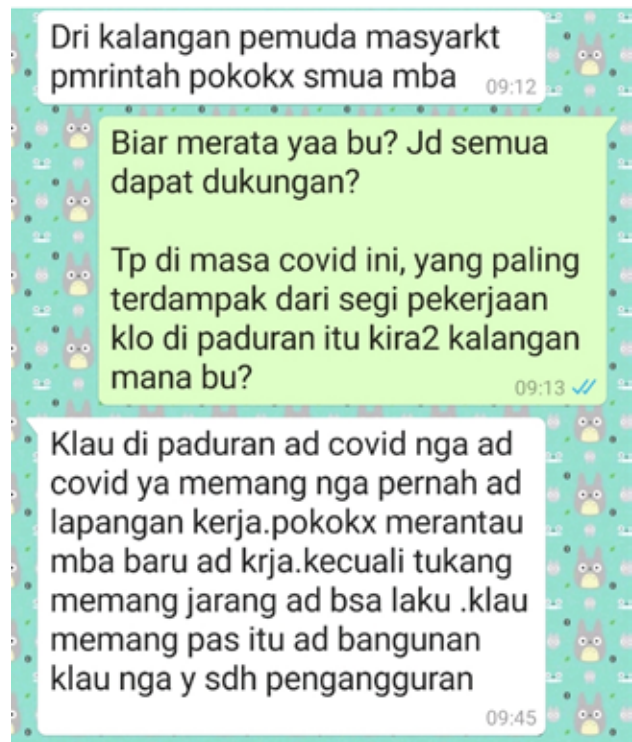 Dri kalangan pemuda masyarkt
pmrintah pokokx smua mba 09:12
Biar merata yaa bu? Jd semua
dapat dukungan?
Tp di masa covid ini, yang paling
terdampak dari segi pekerjaan
klo di paduran itu kira2 kalangan
mana bu? 09:13
Klau di paduran ad covid nga ad
covid ya memang nga pernah ad
lapangan kerja.pokokx merantau
mba baru ad krja.kecuali tukang
memang jarang ad bsa laku .klau
memang pas itu ad bangunan
klau nga y sdh pengangguran
09:45